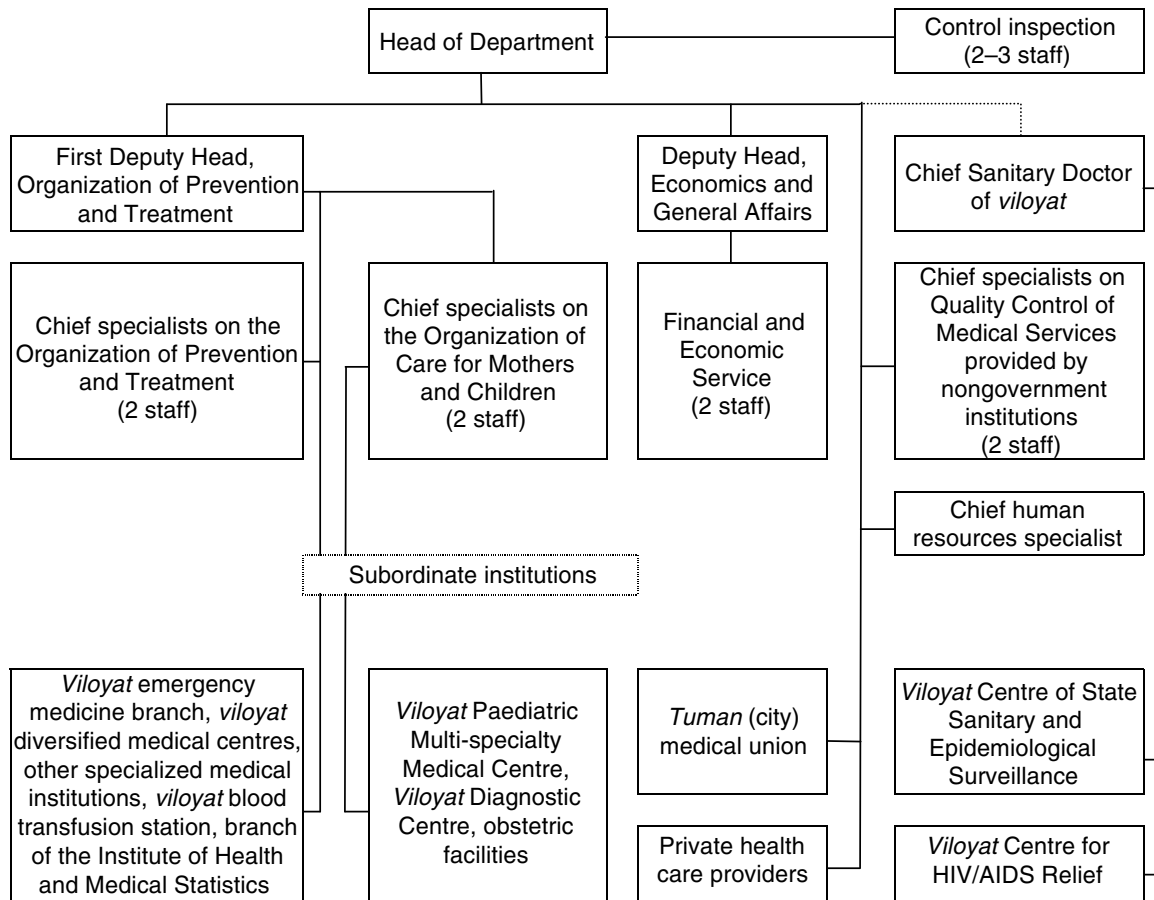 Head of Department
Control inspection
(2–3 staff)
First Deputy Head,
Organization of Prevention
and Treatment
Deputy Head,
Economics and
General Affairs
Chief Sanitary Doctor
of viloyat
Chief specialists on the
Organization of Prevention
and Treatment
(2 staff)
Chief specialists on
the Organization of
Care for Mothers
and Children
(2 staff)
Financial and
Economic
Service
(2 staff)
Chief specialists on
Quality Control of
Medical Services
provided by
nongovernment
institutions
(2 staff)
Chief human
resources specialist
Subordinate institutions
Viloyat emergency
medicine branch, viloyat
diversified medical centres,
other specialized medical
institutions, viloyat blood
transfusion station, branch
of the Institute of Health
and Medical Statistics
Viloyat Paediatric
Multi-specialty
Medical Centre,
Viloyat Diagnostic
Centre, obstetric
facilities
Tuman (city)
medical union
Viloyat Centre of State
Sanitary and
Epidemiological
Surveillance
Private health
care providers
Viloyat Centre for
HIV/AIDS Relief